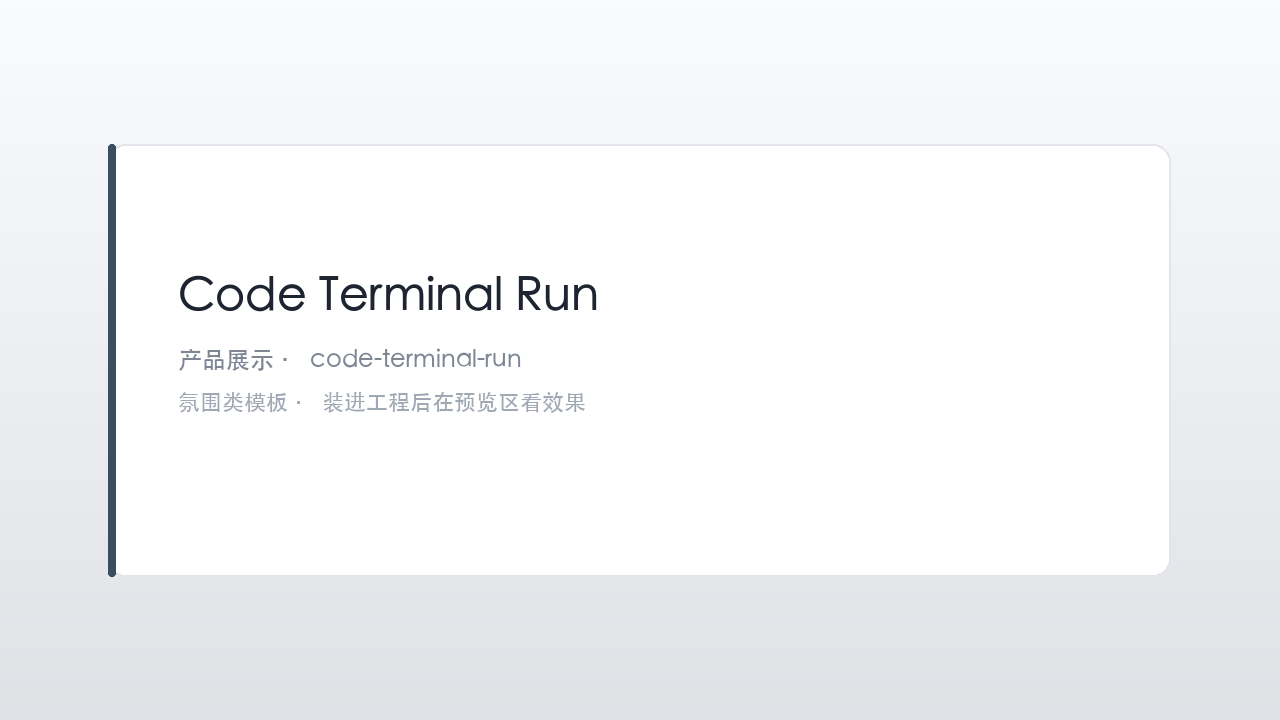 Code Terminal Run
产品展示 · code-terminal-run
氛围类模板 · 装进工程后在预览区看效果